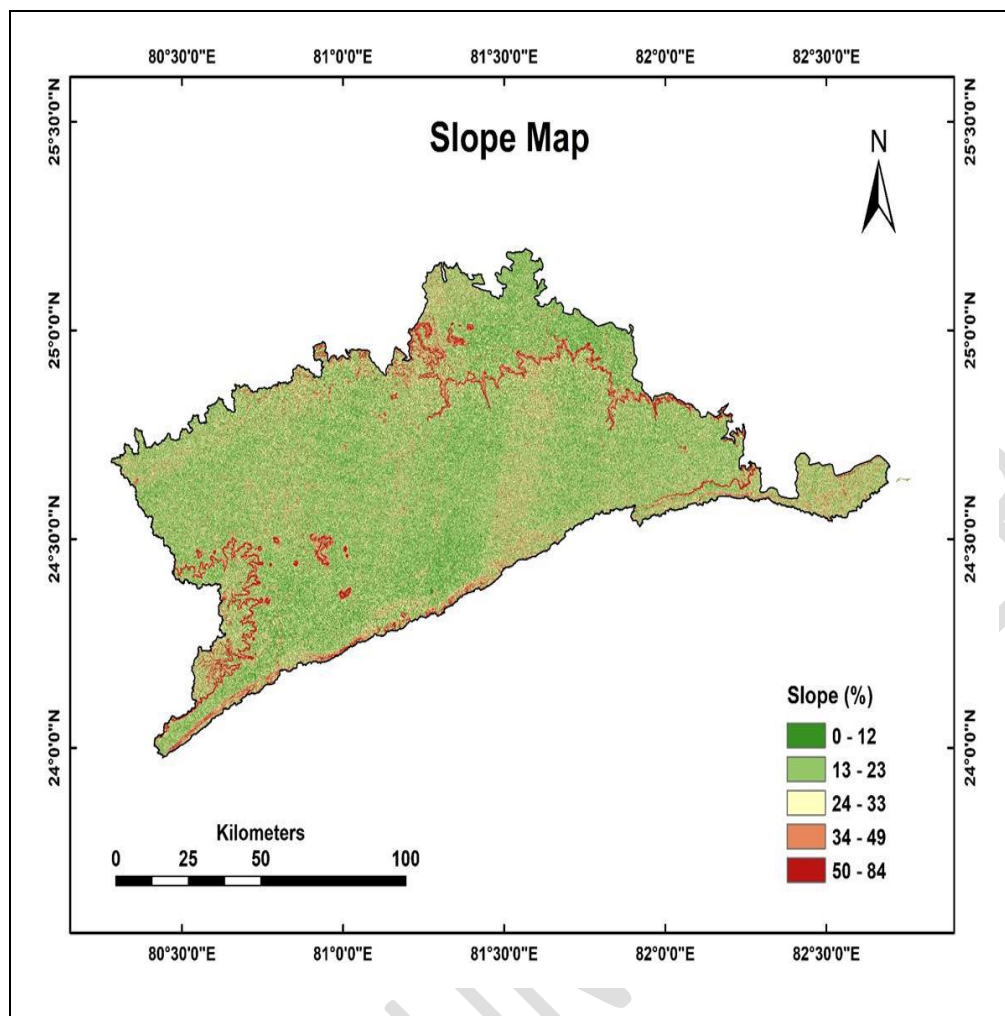 80°30'0"E 81°0'0"E 81°30'0"E 82°0'0"E 82°30'0"E
25°30'0"N 25°30'0"N
Slope Map
N
25°0'0"N 25°0'0"N
24°30'0"N 24°30'0"N
Slope (%)
0 - 12
24°0'0"N 24°0'0"N
13 - 23
24 - 33
Kilometers
34 - 49
0 25 50 100
50 - 84
80°30'0"E 81°0'0"E 81°30'0"E 82°0'0"E 82°30'0"E